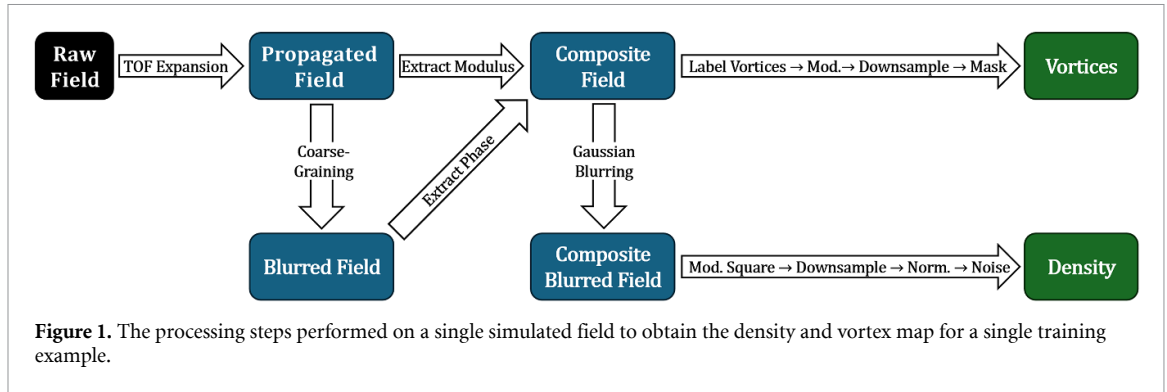 Raw
Field
TOF Expansion
Propagated
Field
Extract Modulus
Composite
Field
Label Vortices → Mod.→ Downsample → Mask
Vortices
Coarse-
Graining
Extract Phase
Gaussian
Blurring
Blurred Field
Composite
Blurred Field
Mod. Square → Downsample → Norm. → Noise
Density
Figure 1. The processing steps performed on a single simulated field to obtain the density and vortex map for a single training
example.